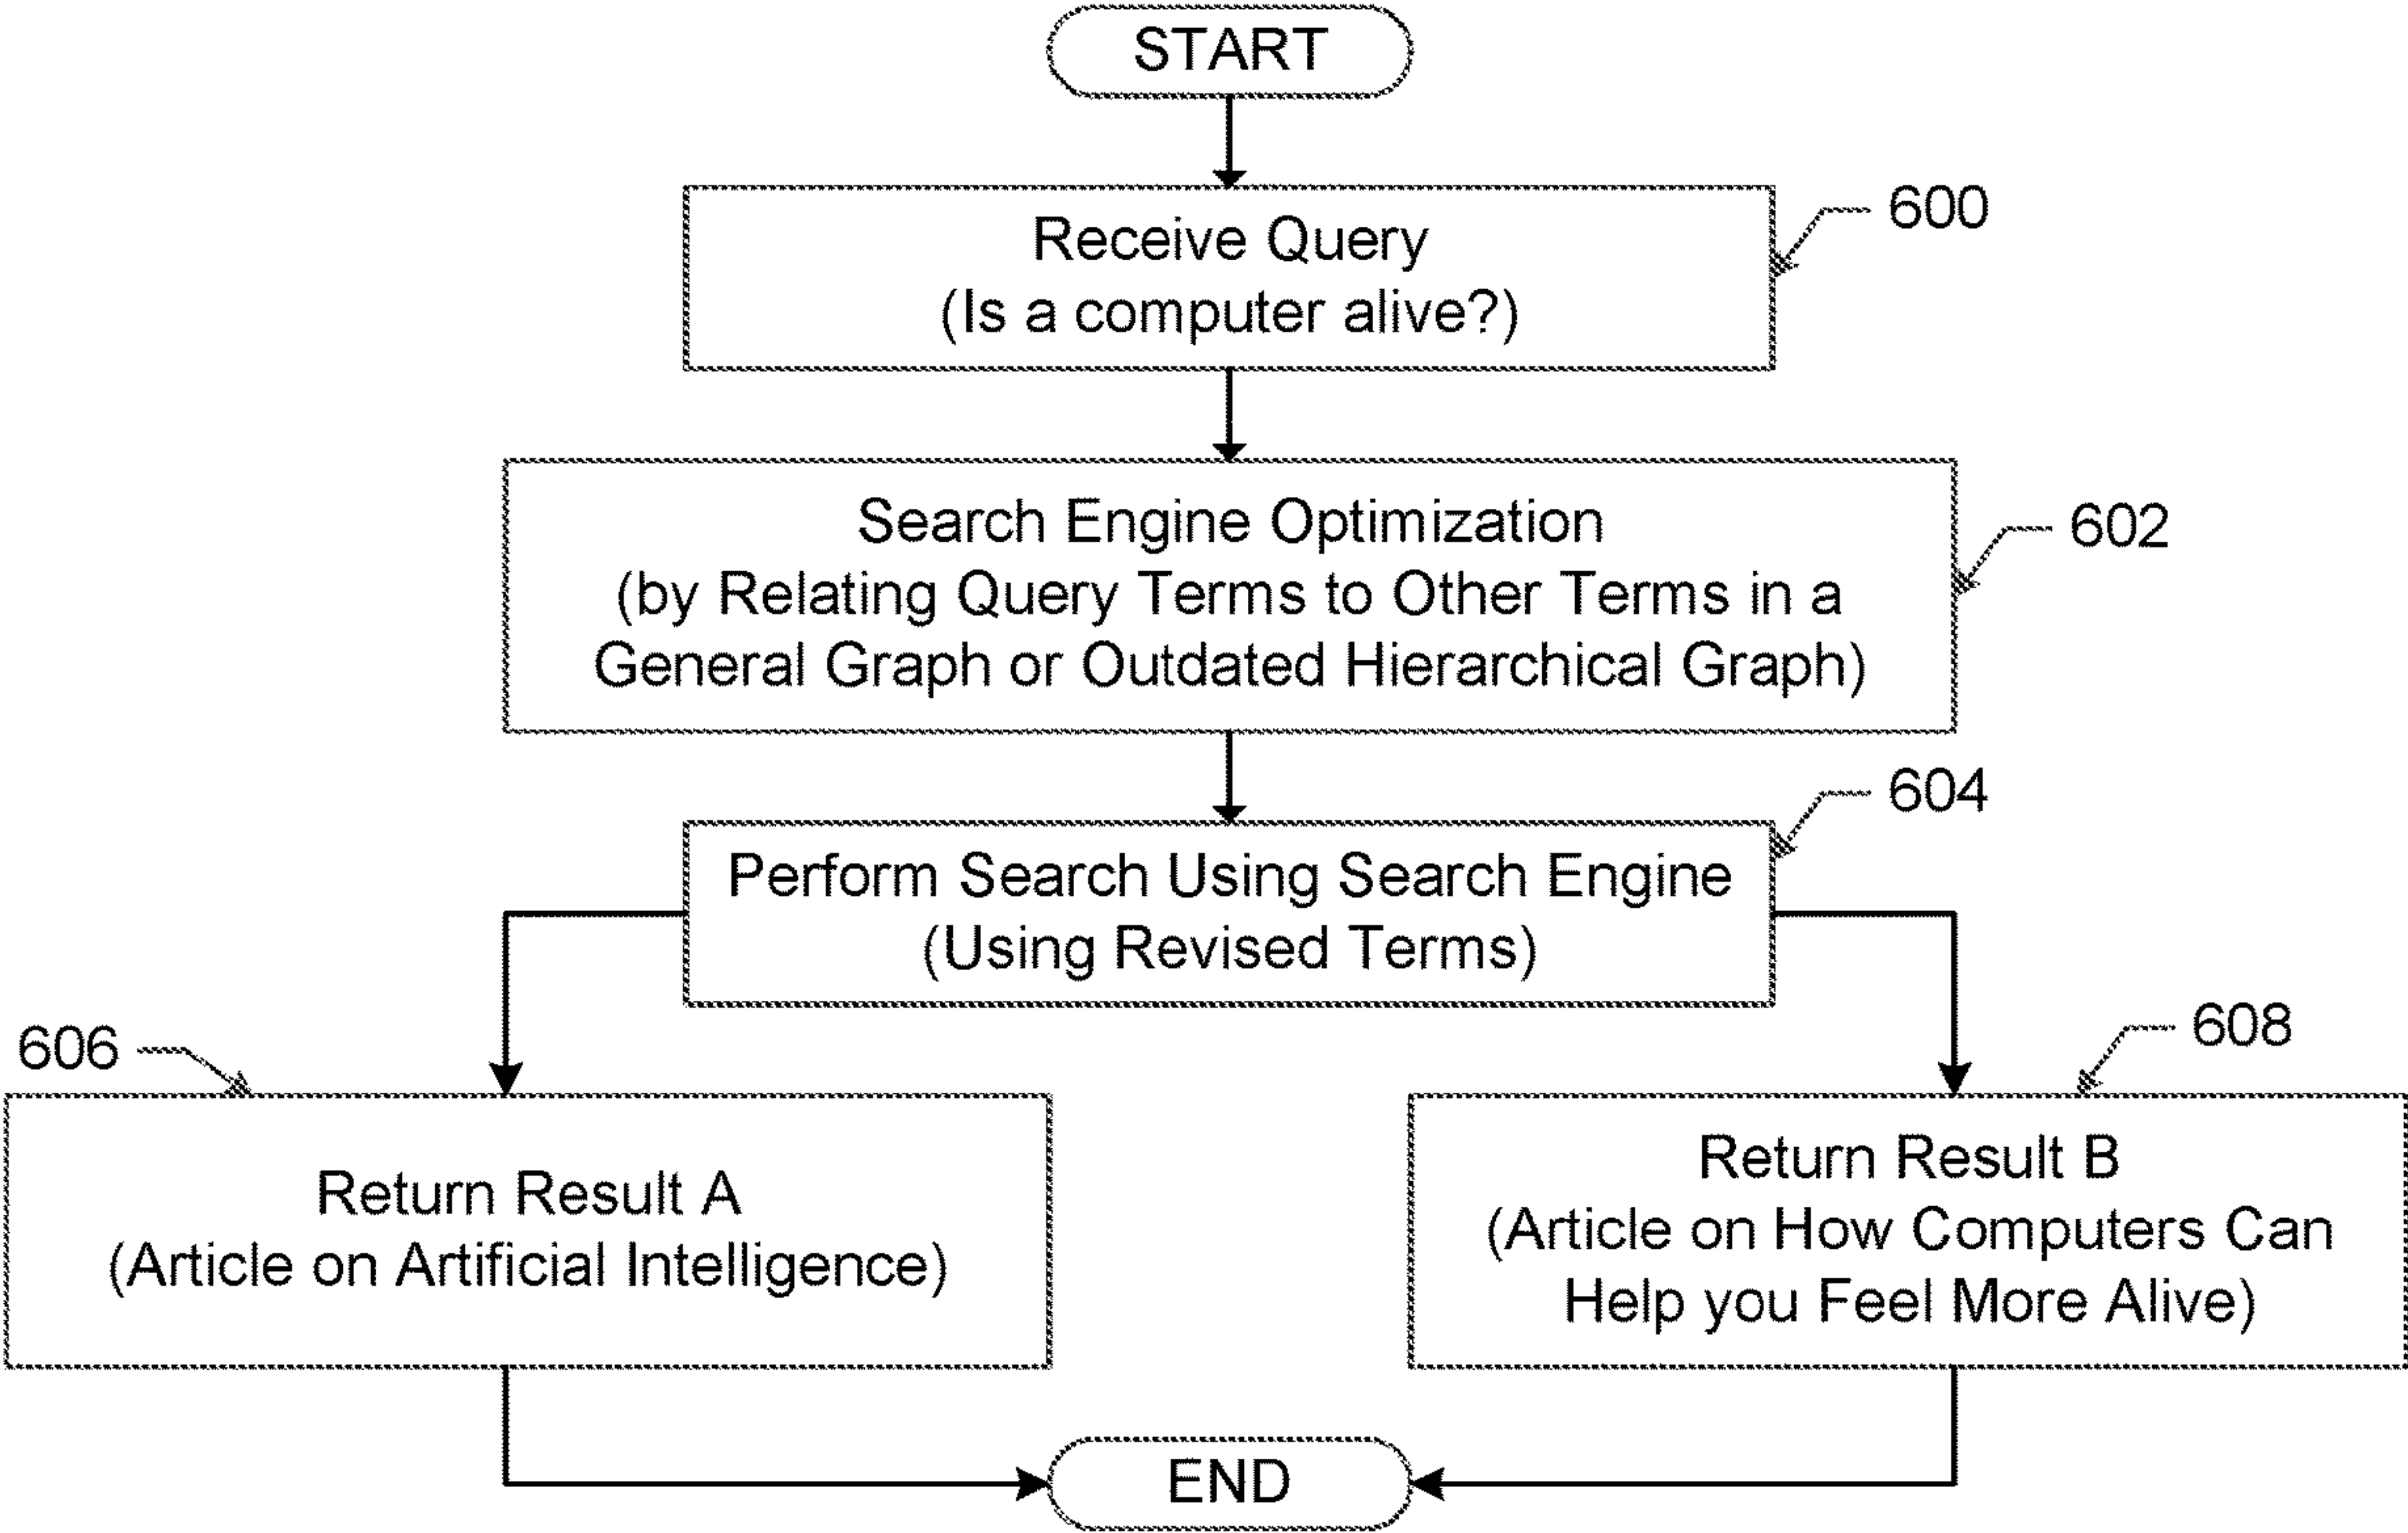 START
Receive Query
(Is a computer alive?)
600
Search Engine Optimization
(by Relating Query Terms to Other Terms in a
General Graph or Outdated Hierarchical Graph)
602
Perform Search Using Search Engine
(Using Revised Terms)
604
606
Return Result A
(Article on Artificial Intelligence)
608
Return Result B
(Article on How Computers Can
Help you Feel More Alive)
END